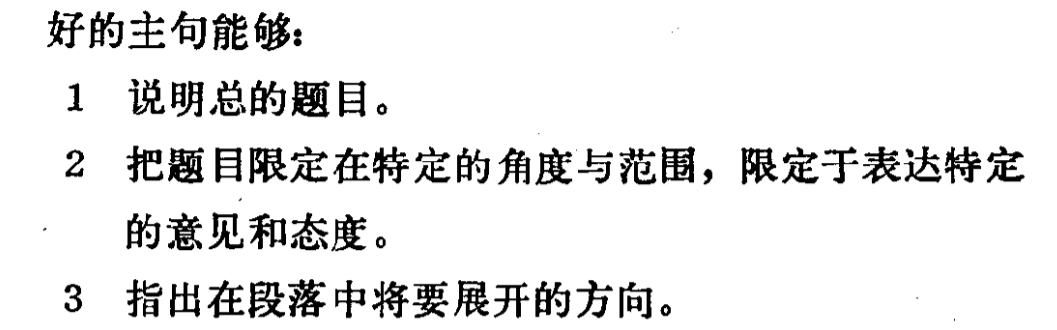 好的主句能够：
1 说明总的题目。
2 把题目限定在特定的角度与范围，限定于表达特定
的意见和态度。
3 指出在段落中将要展开的方向。